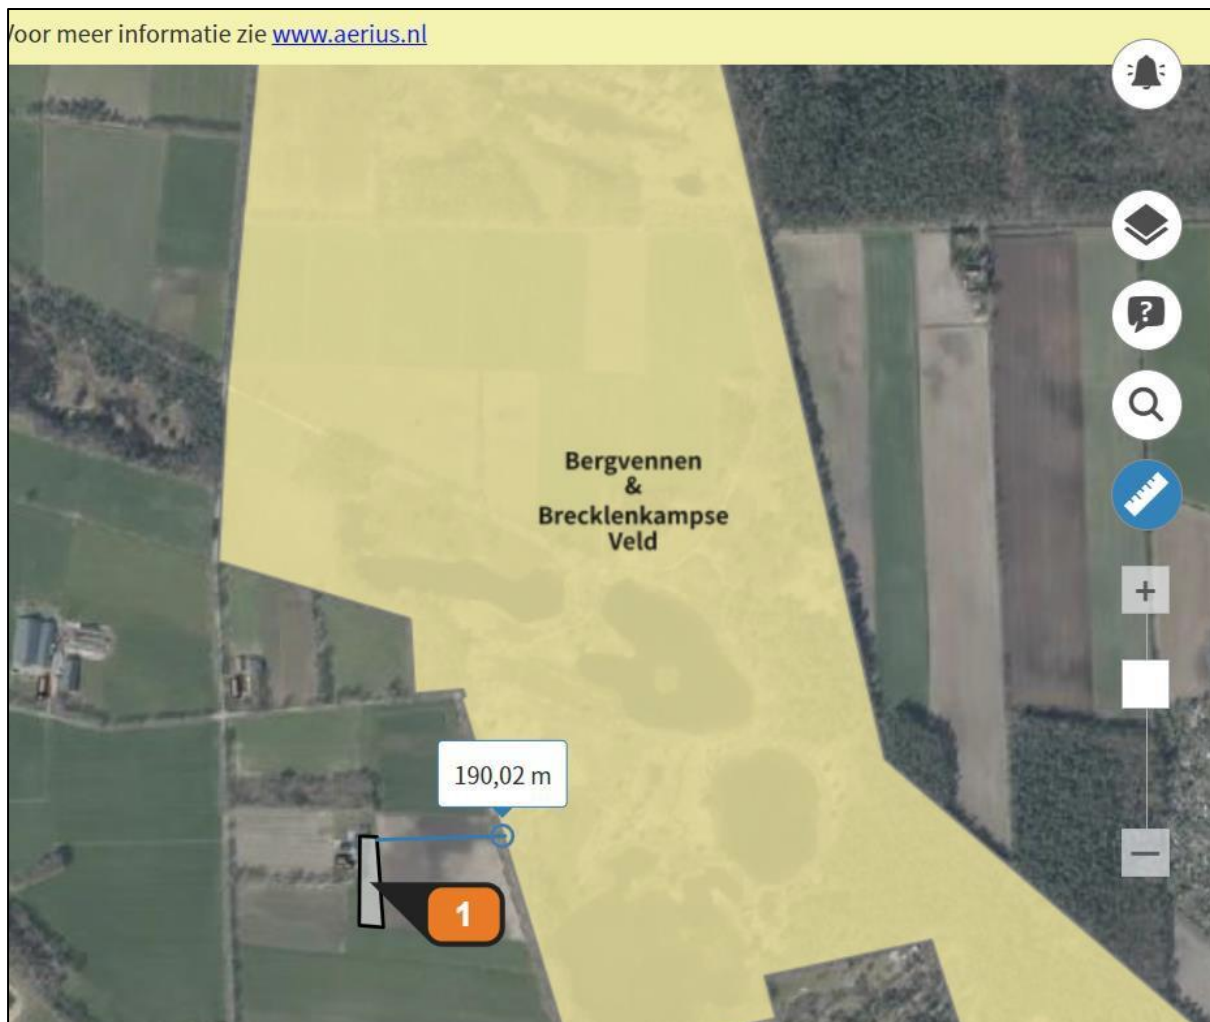 oor meer informatie zie www.aerius.nl
?
Bergvennen
&
Brecklenkampse
Veld
+
190,02 m
−
1